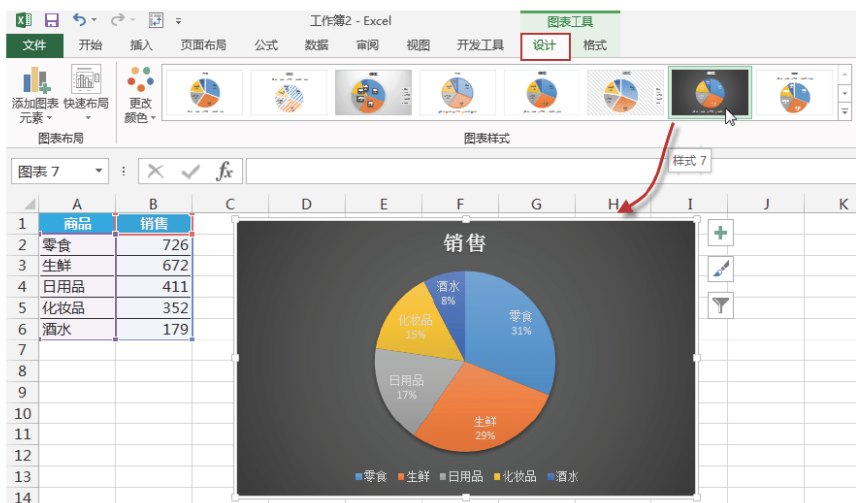 工作簿2 - Excel
图表工具
文件 开始 插入 页面布局 公式 数据 审阅 视图 开发工具 设计 格式
添加图表元素 快速布局 更改颜色
图表布局 图表样式
样式 7
图表 7 fx
A B C D E F G H I J K
1 商品 销售
2 零食 726
3 生鲜 672
4 日用品 411
5 化妆品 352
6 酒水 179
7
8
9
10
11
12
13
14
销售
酒水
8%
零食
31%
化妆品
15%
日用品
17%
生鲜
29%
零食 生鲜 日用品 化妆品 酒水